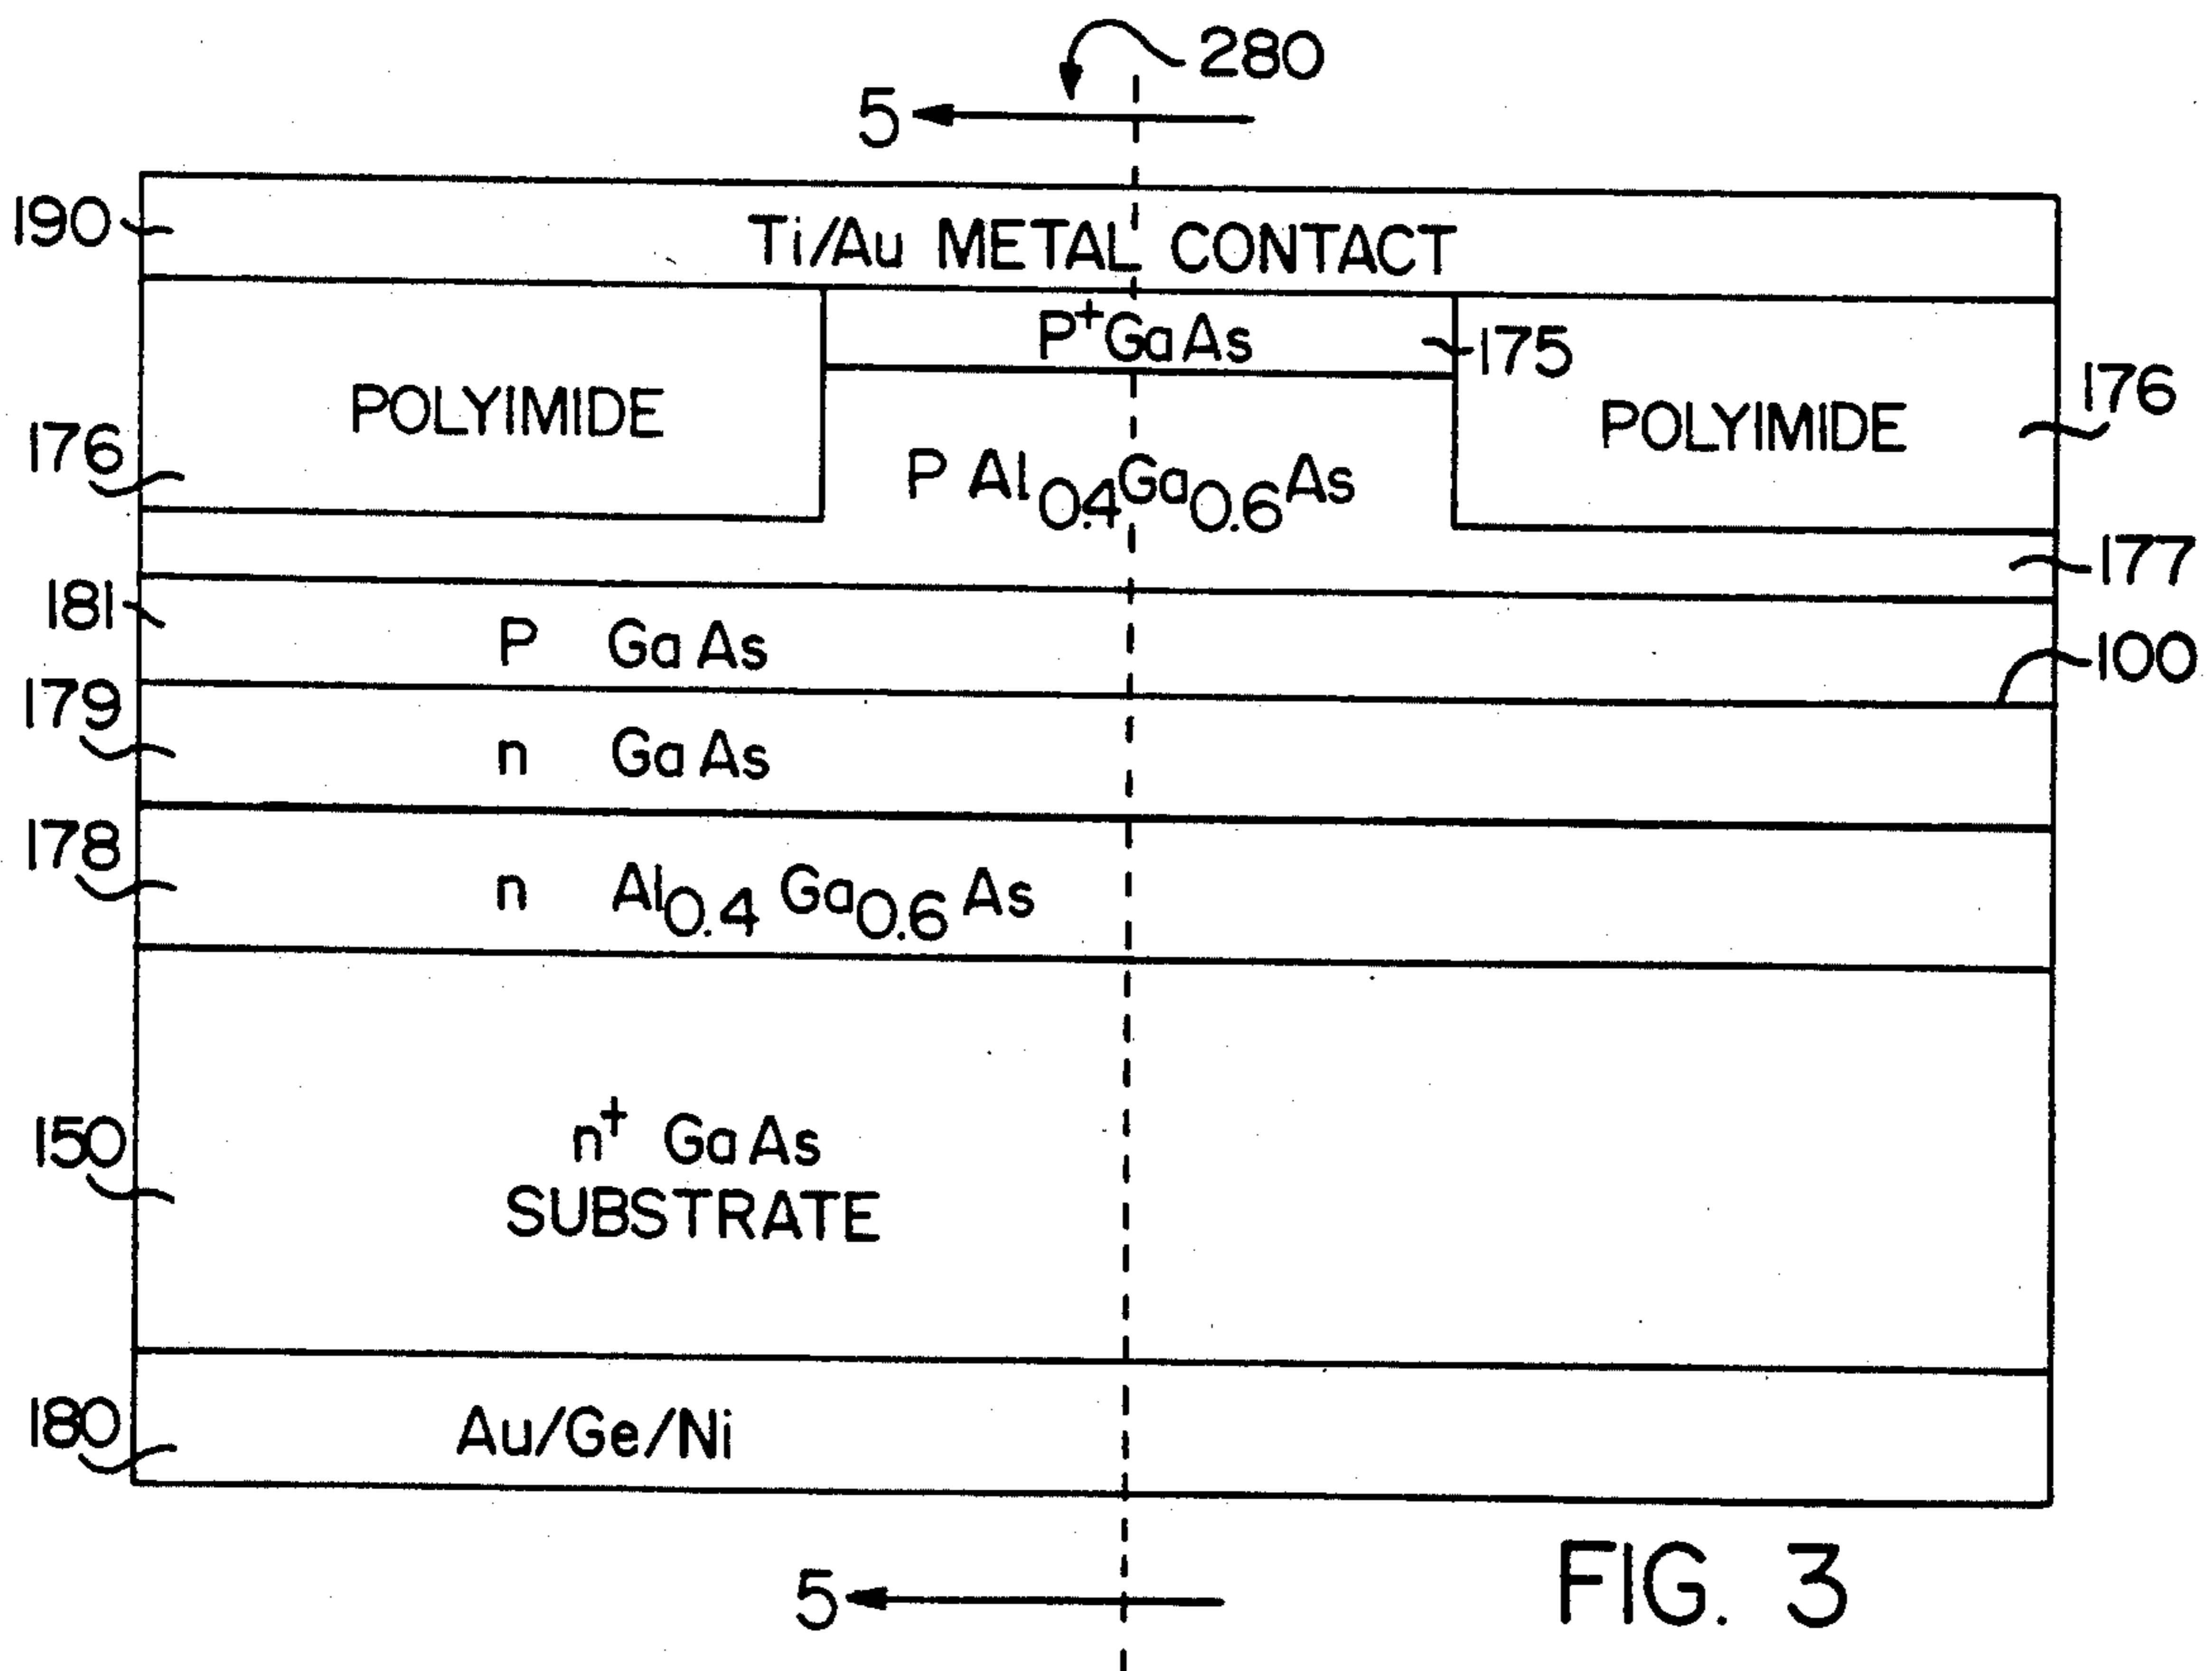 280
5
190
Ti/Au METAL CONTACT
P⁺GaAs
175
POLYIMIDE
176
POLYIMIDE
176
P Al₀.₄Ga₀.₆As
177
181
P GaAs
100
179
n GaAs
178
n Al₀.₄ Ga₀.₆ As
150
n⁺ GaAs
SUBSTRATE
180
Au/Ge/Ni
5
FIG. 3